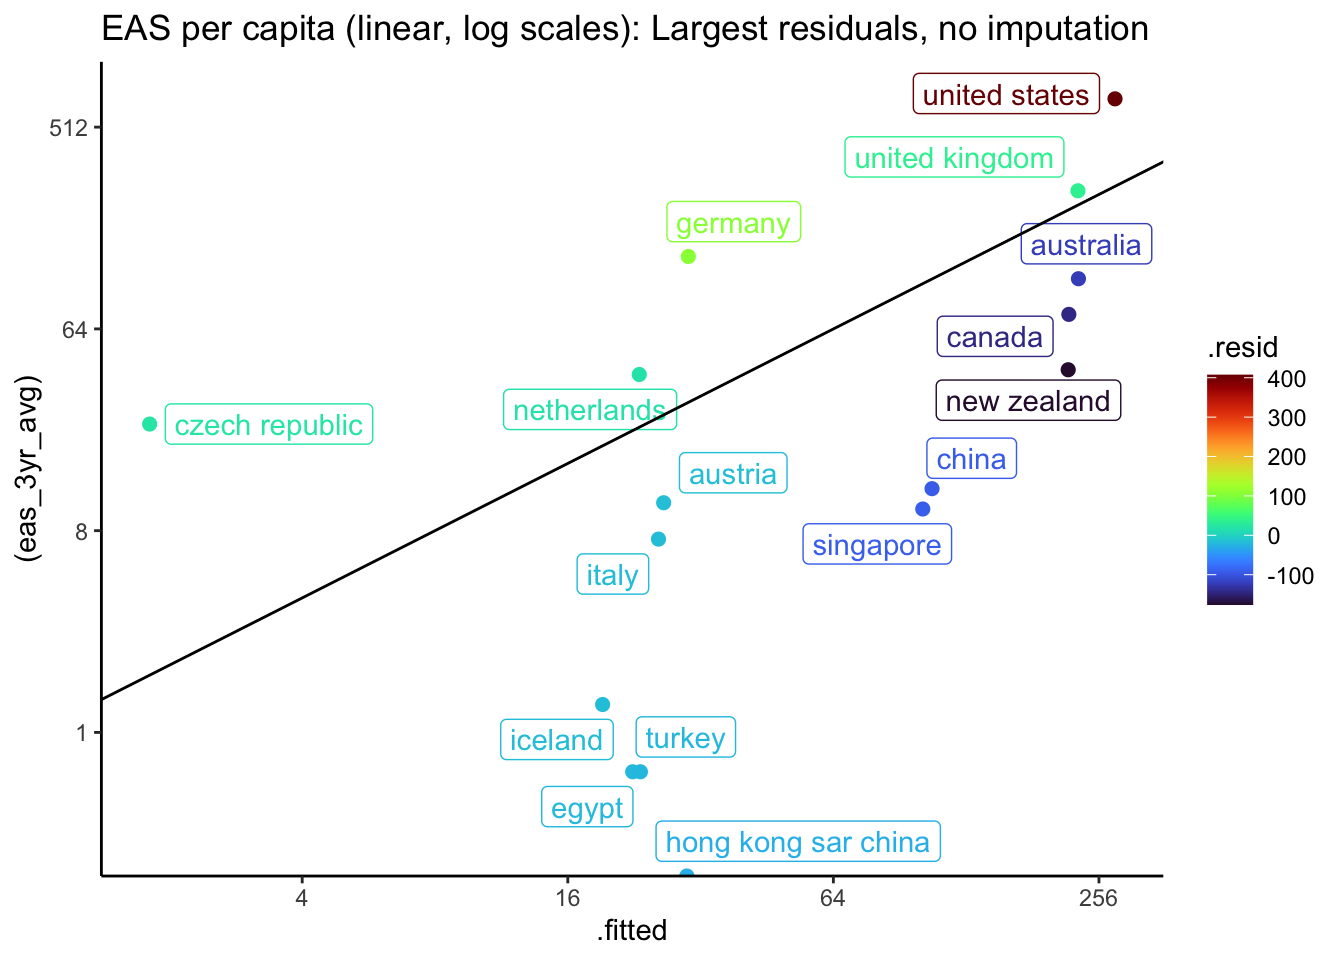 EAS per capita (linear, log scales): Largest residuals, no imputation
united states
512
united kingdom
germany
australia
64
canada
.resid
400
netherlands
new zealand
300
czech republic
(eas_3yr_avg)
200
china
austria
100
8
singapore
0
italy
-100
1
iceland
turkey
egypt
hong kong sar china
4
16
64
256
.fitted